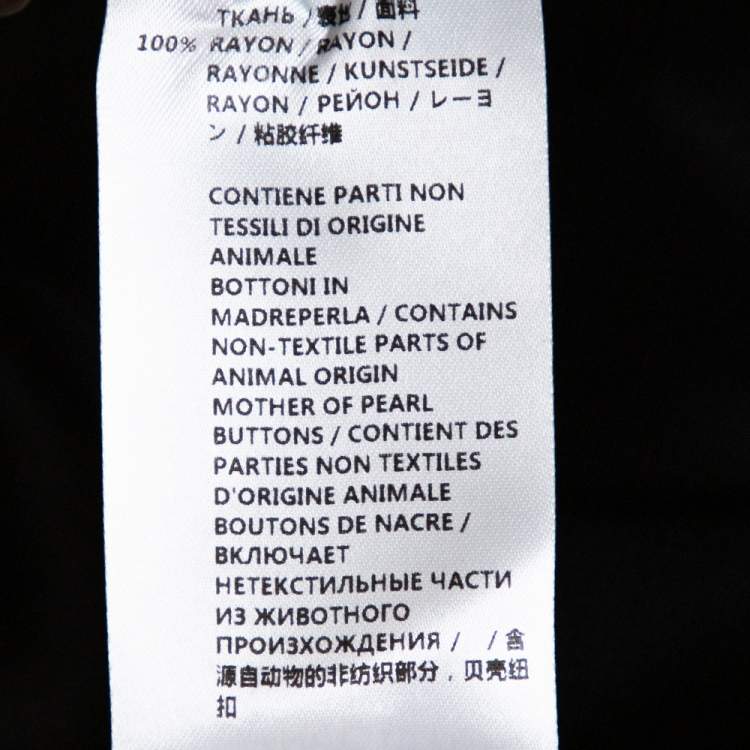 ТКАНЬ / / 面料
100% RAYON / RAYON /
RAYONNE / KUNSTSEIDE /
RAYON / РЕЙОН / レーヨ
ン / 粘胶纤维
CONTIENE PARTI NON
TESSILI DI ORIGINE
ANIMALE
BOTTONI IN
MADREPERLA / CONTAINS
NON-TEXTILE PARTS OF
ANIMAL ORIGIN
MOTHER OF PEARL
BUTTONS / CONTIENT DES
PARTIES NON TEXTILES
D'ORIGINE ANIMALE
BOUTONS DE NACRE /
ВКЛЮЧАЕТ
НЕТЕКСТИЛЬНЫЕ ЧАСТИ
ИЗ ЖИВОТНОГО
ПРОИЗХОЖДЕНИЯ / / 含
源自动物的非纺织部分，贝壳纽
扣